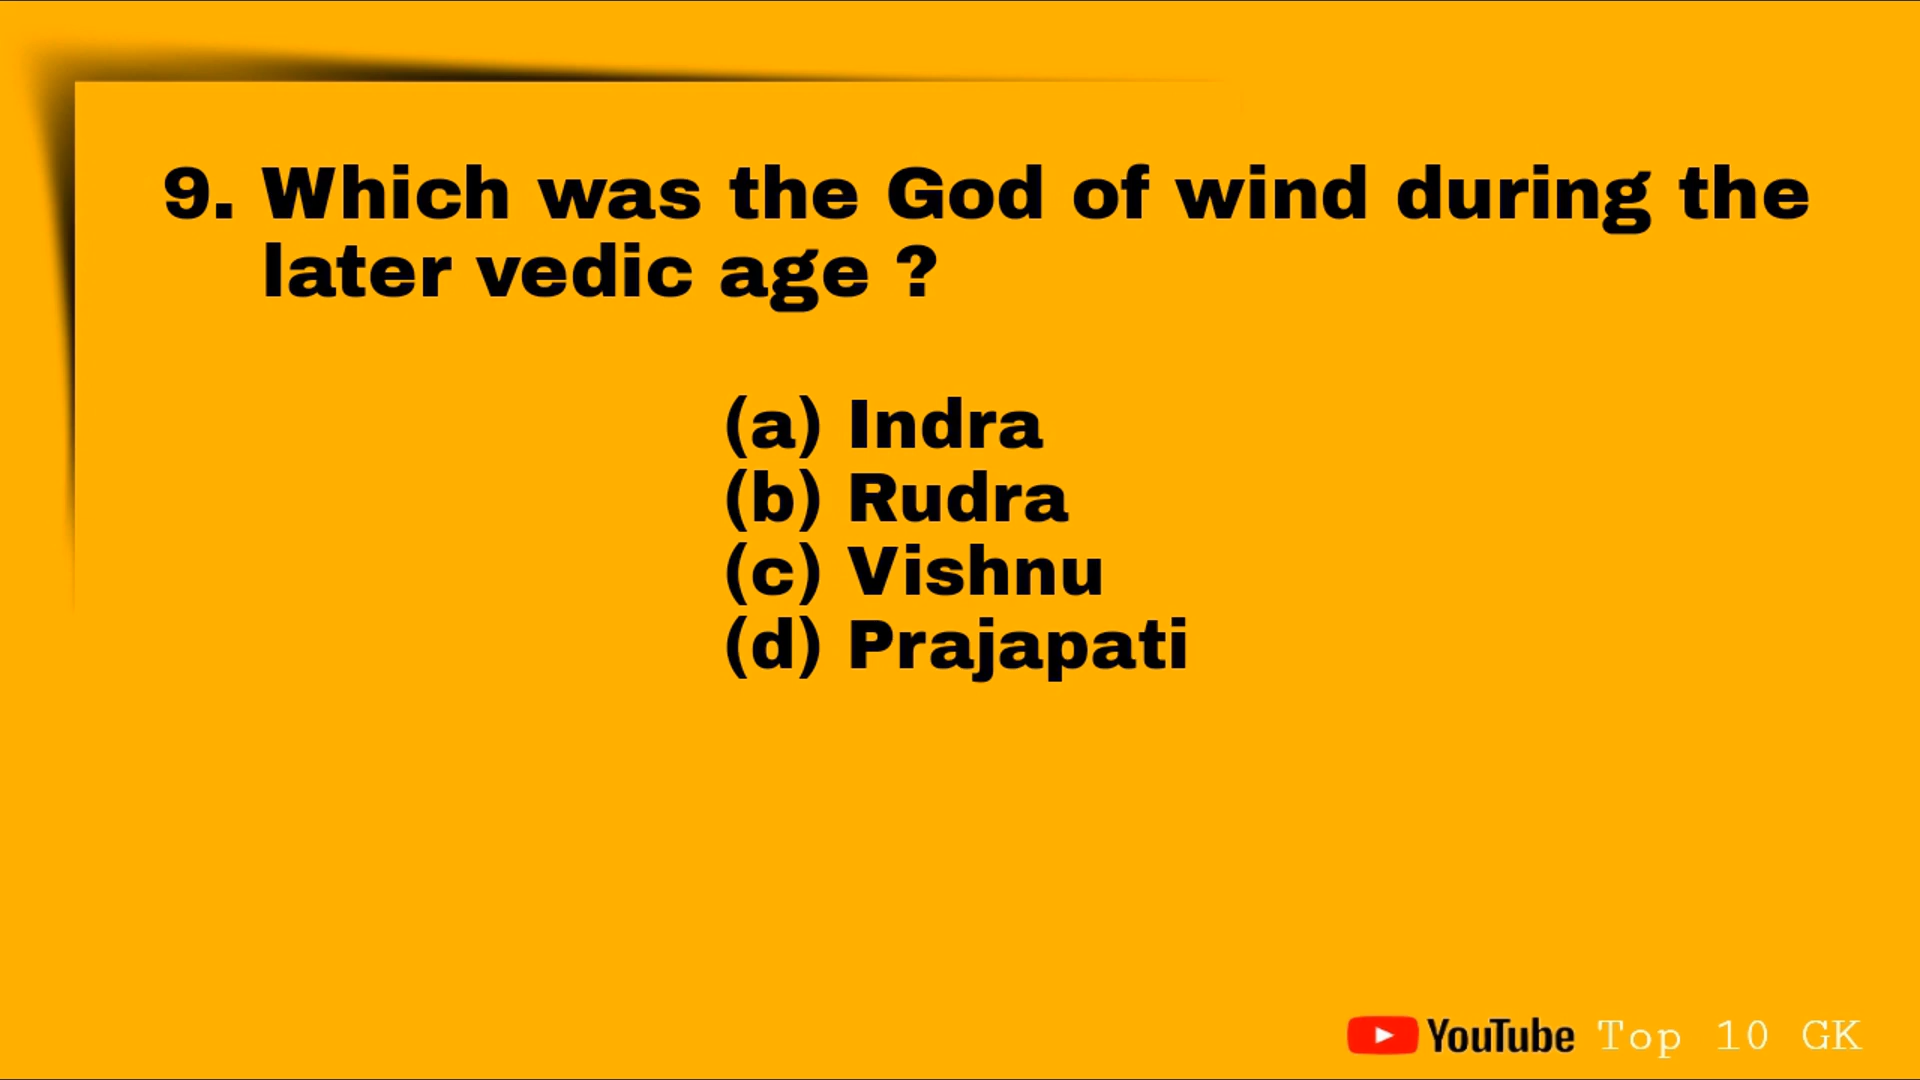 9. Which was the God of wind during the
later vedic age ?
(a) Indra
(b) Rudra
(c) Vishnu
(d) Prajapati
YouTube Top 10 GK